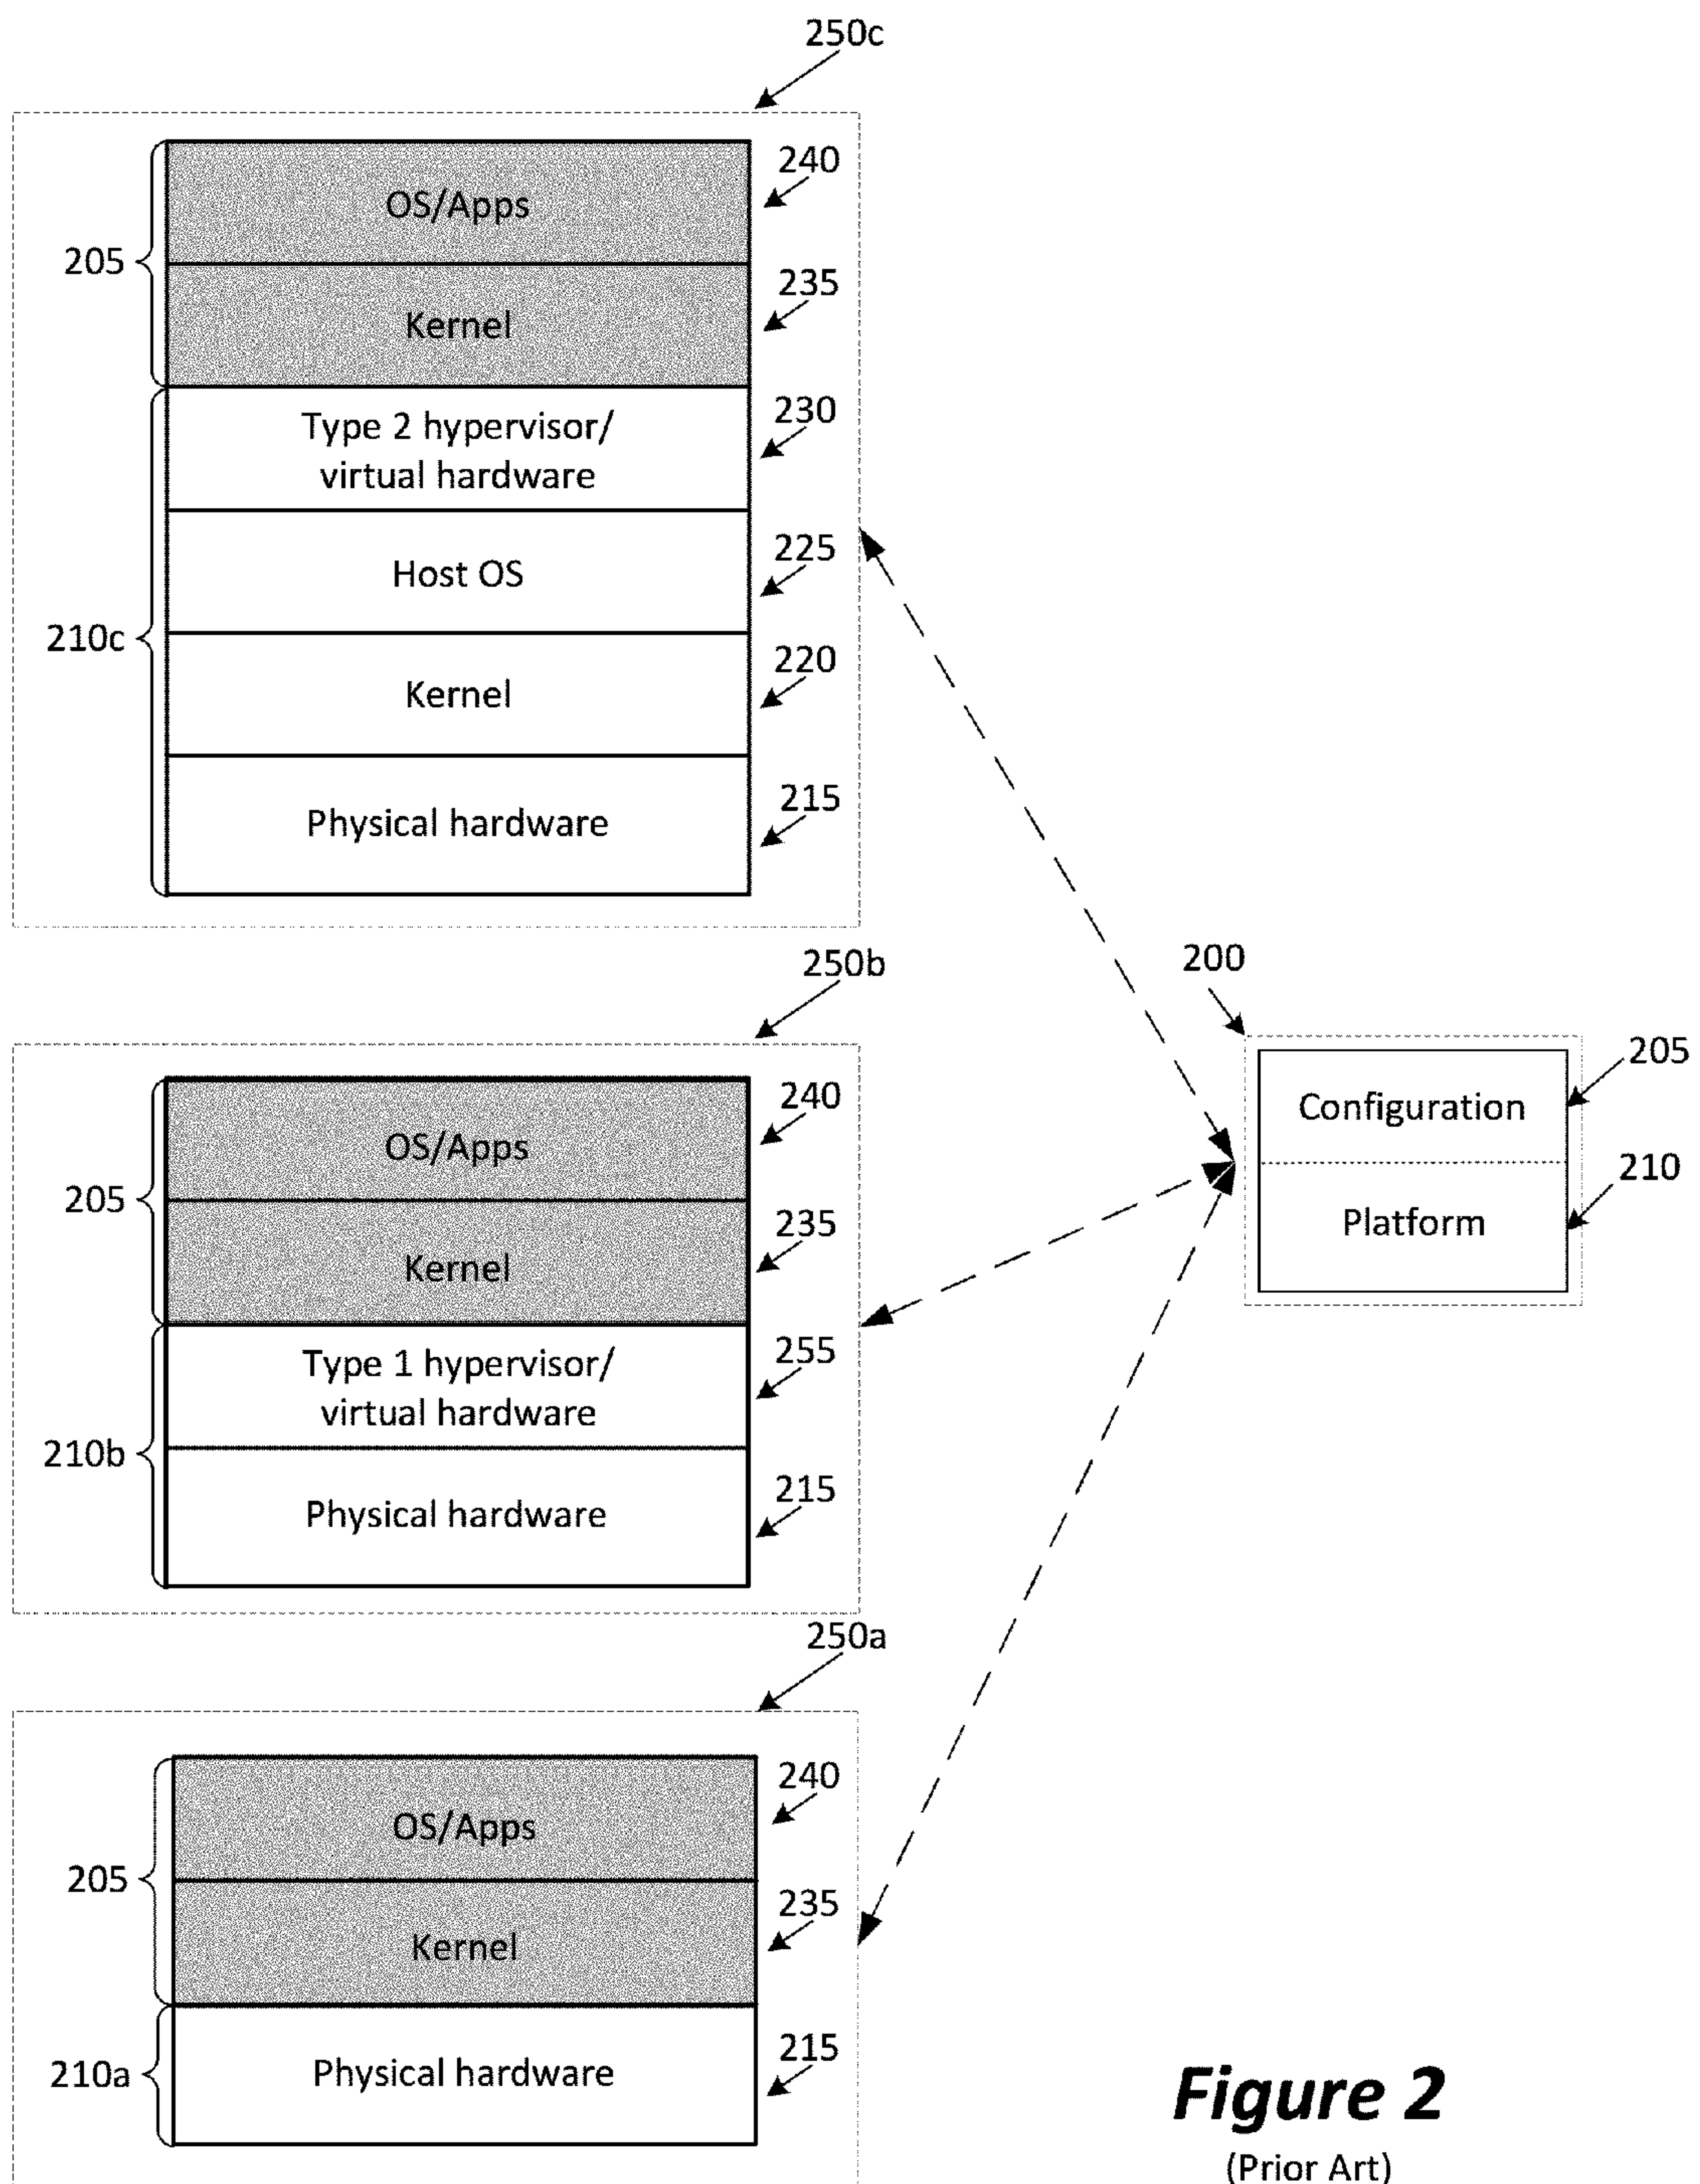 250c
240
OS/Apps
205
235
Kernel
230
Type 2 hypervisor/
virtual hardware
225
Host OS
210c
220
Kernel
215
Physical hardware
250b
240
OS/Apps
205
235
Kernel
255
Type 1 hypervisor/
virtual hardware
210b
215
Physical hardware
250a
240
OS/Apps
205
235
Kernel
210a
215
Physical hardware
200
205
Configuration
210
Platform
Figure 2
(Prior Art)